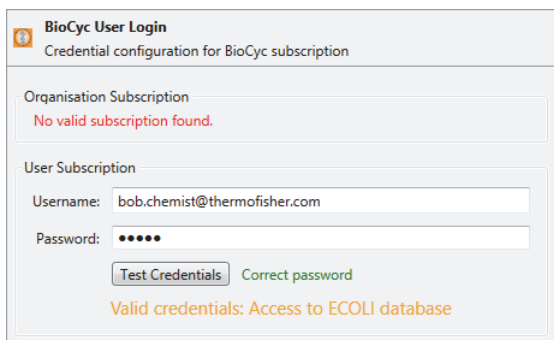 BioCyc User Login
Credential configuration for BioCyc subscription
Organisation Subscription
No valid subscription found.
User Subscription
Username: bob.chemist@thermofisher.com
Password: •••••
Test Credentials Correct password
Valid credentials: Access to ECOLI database